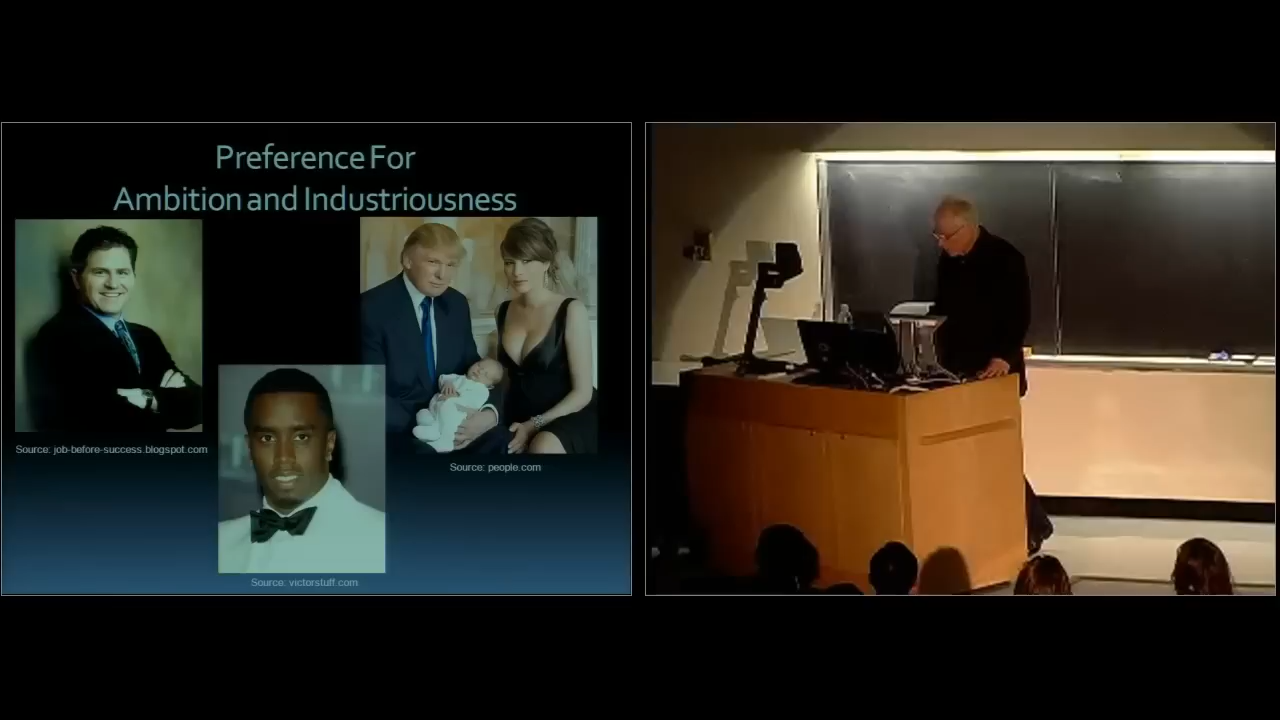 Preference For
Ambition and Industriousness
Source: job-before-success.blogspot.com
Source: people.com
Source: victorstuff.com